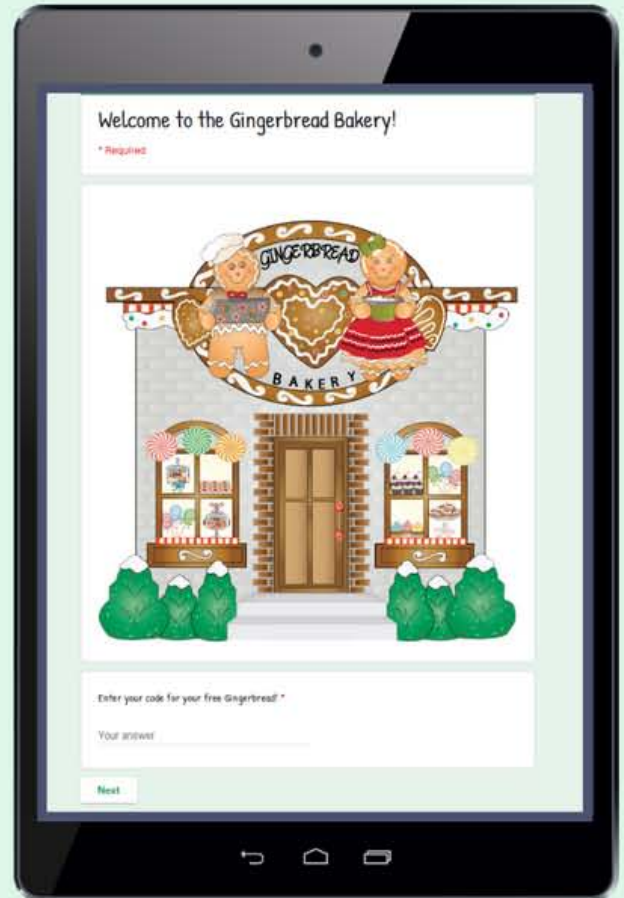 Welcome to the Gingerbread Bakery!
* Required
GINGERBREAD
BAKERY
Enter your code for your free Gingerbread! *
Your answer
Next